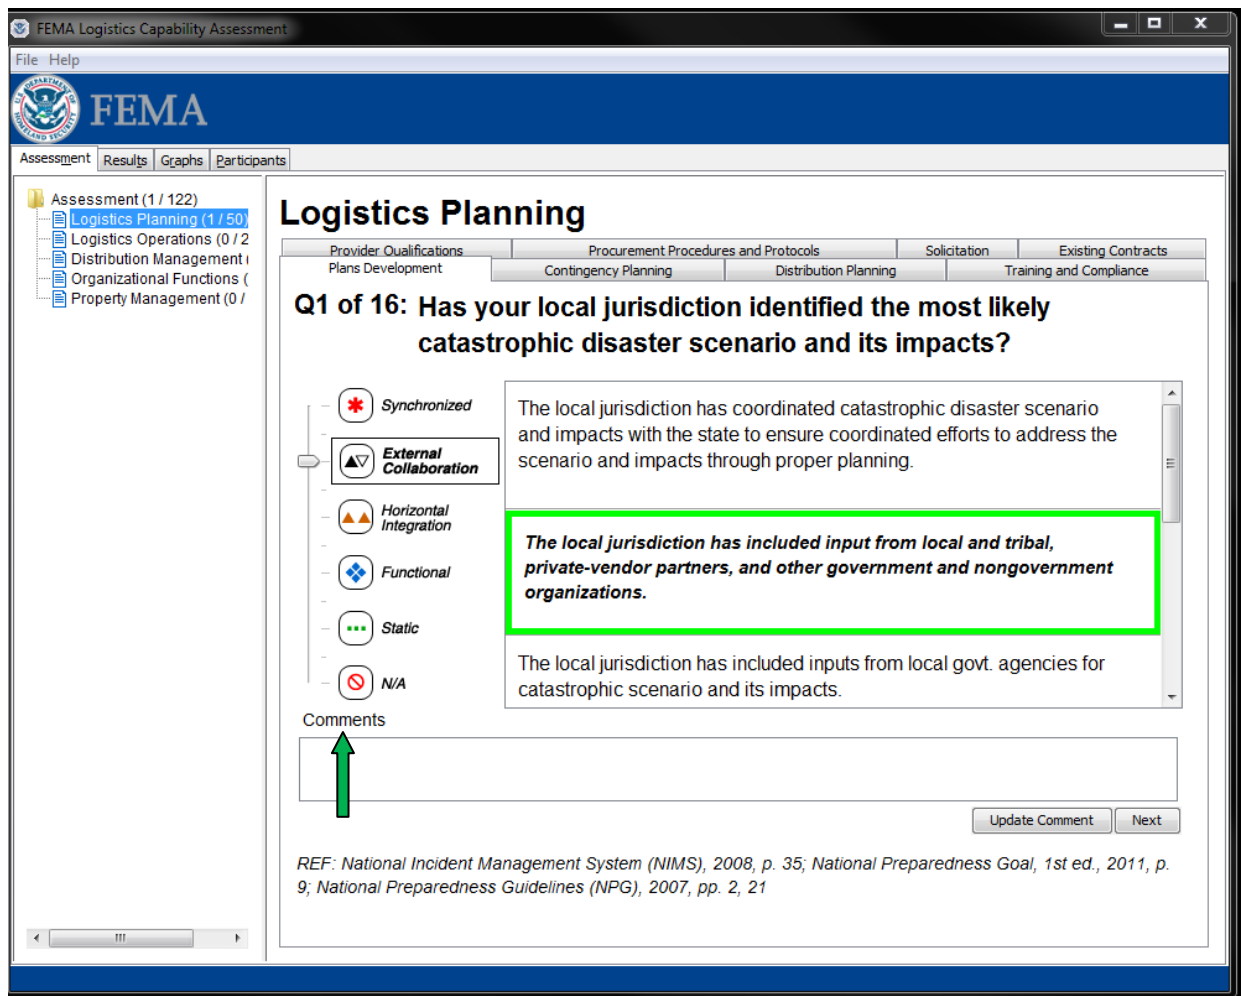 FEMA Logistics Capability Assessment
File Help
FEMA
Assessment Results Graphs Participants
Assessment (1 / 122)
Logistics Planning (1 / 50)
Logistics Operations (0 / 2
Distribution Management (
Organizational Functions (
Property Management (0 /
Logistics Planning
Provider Qualifications Procurement Procedures and Protocols Solicitation Existing Contracts
Plans Development Contingency Planning Distribution Planning Training and Compliance
Q1 of 16: Has your local jurisdiction identified the most likely
catastrophic disaster scenario and its impacts?
Synchronized
External
Collaboration
Horizontal
Integration
Functional
Static
N/A
The local jurisdiction has coordinated catastrophic disaster scenario
and impacts with the state to ensure coordinated efforts to address the
scenario and impacts through proper planning.
The local jurisdiction has included input from local and tribal,
private-vendor partners, and other government and nongovernment
organizations.
The local jurisdiction has included inputs from local govt. agencies for
catastrophic scenario and its impacts.
Comments
Update Comment Next
REF: National Incident Management System (NIMS), 2008, p. 35; National Preparedness Goal, 1st ed., 2011, p.
9; National Preparedness Guidelines (NPG), 2007, pp. 2, 21